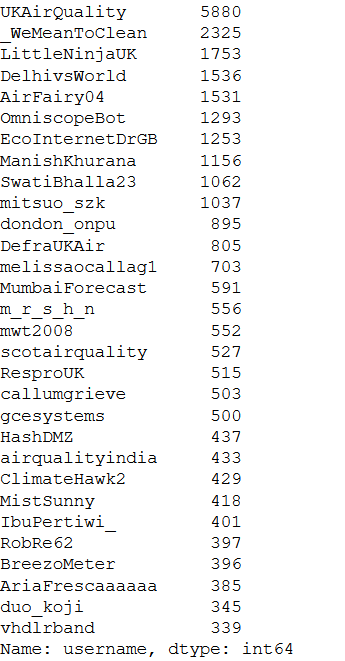 UKAirQuality 5880
_WeMeanToClean 2325
LittleNinjaUK 1753
DelhivsWorld 1536
AirFairy04 1531
OmniscopeBot 1293
EcoInternetDrGB 1253
ManishKhurana 1156
SwatiBhalla23 1062
mitsuo_szk 1037
dondon_onpu 895
DefraUKAir 805
melissaocallag1 703
MumbaiForecast 591
m_r_s_h_n 556
mwt2008 552
scotairquality 527
ResproUK 515
callumgrieve 503
gcesystems 500
HashDMZ 437
airqualityindia 433
ClimateHawk2 429
MistSunny 418
IbuPertiwi_ 401
RobRe62 397
BreezoMeter 396
AriaFrescaaaaaa 385
duo_koji 345
vhdlrband 339
Name: username, dtype: int64